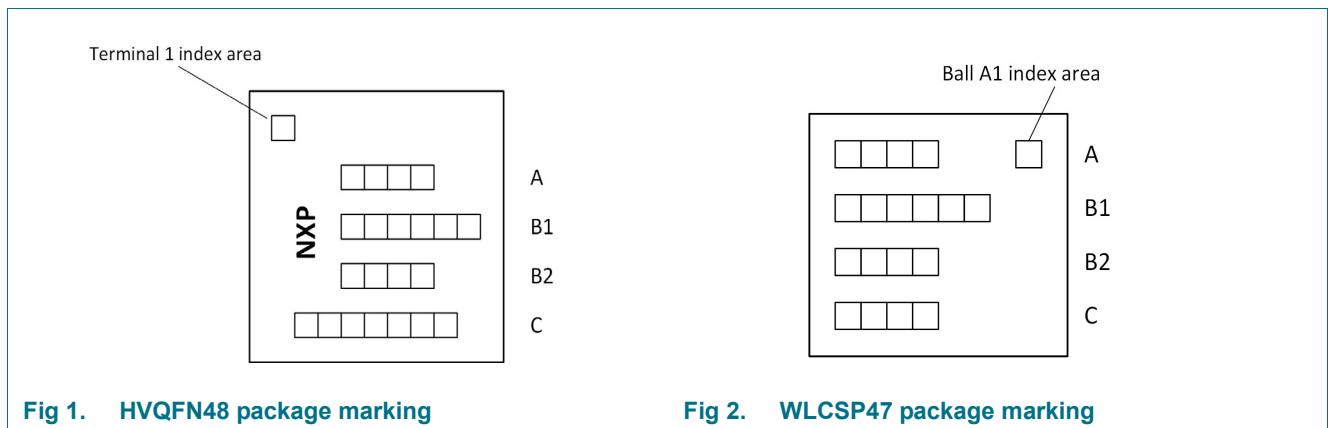 Terminal 1 index area
A
B1
B2
C
NXP
Fig 1. HVQFN48 package marking
Ball A1 index area
A
B1
B2
C
Fig 2. WLCSP47 package marking